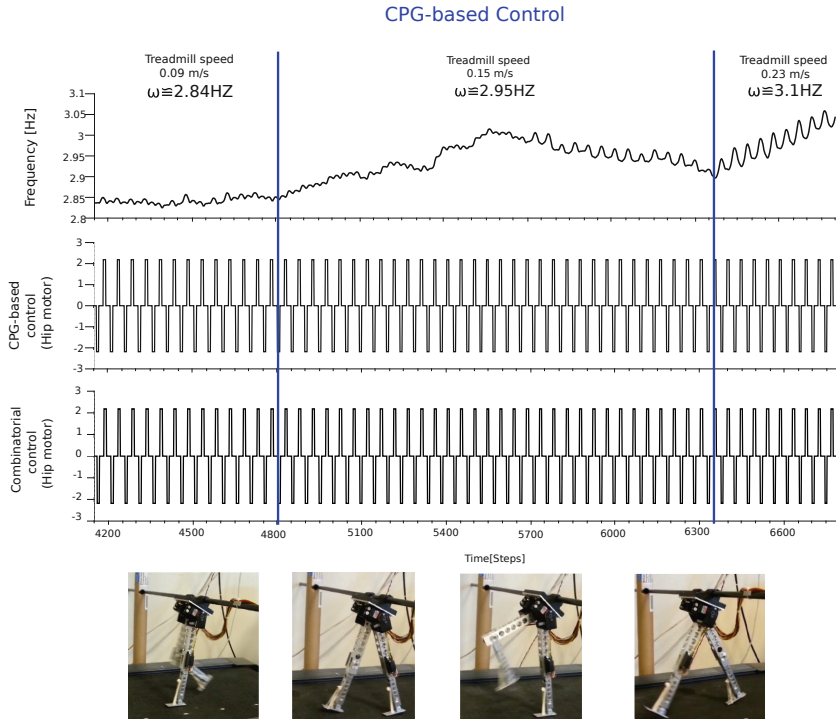 CPG-based Control
Treadmill speed
0.09 m/s
ω≌2.84HZ
Treadmill speed
0.15 m/s
ω≌2.95HZ
Treadmill speed
0.23 m/s
ω≌3.1HZ
Frequency [Hz]
3.1
3.05
3
2.95
2.9
2.85
2.8
CPG-based
control
(Hip motor)
3
2
1
0
-1
-2
-3
Combinatorial
control
(Hip motor)
3
2
1
0
-1
-2
-3
4200 4500 4800 5100 5400 5700 6000 6300 6600
Time[Steps]